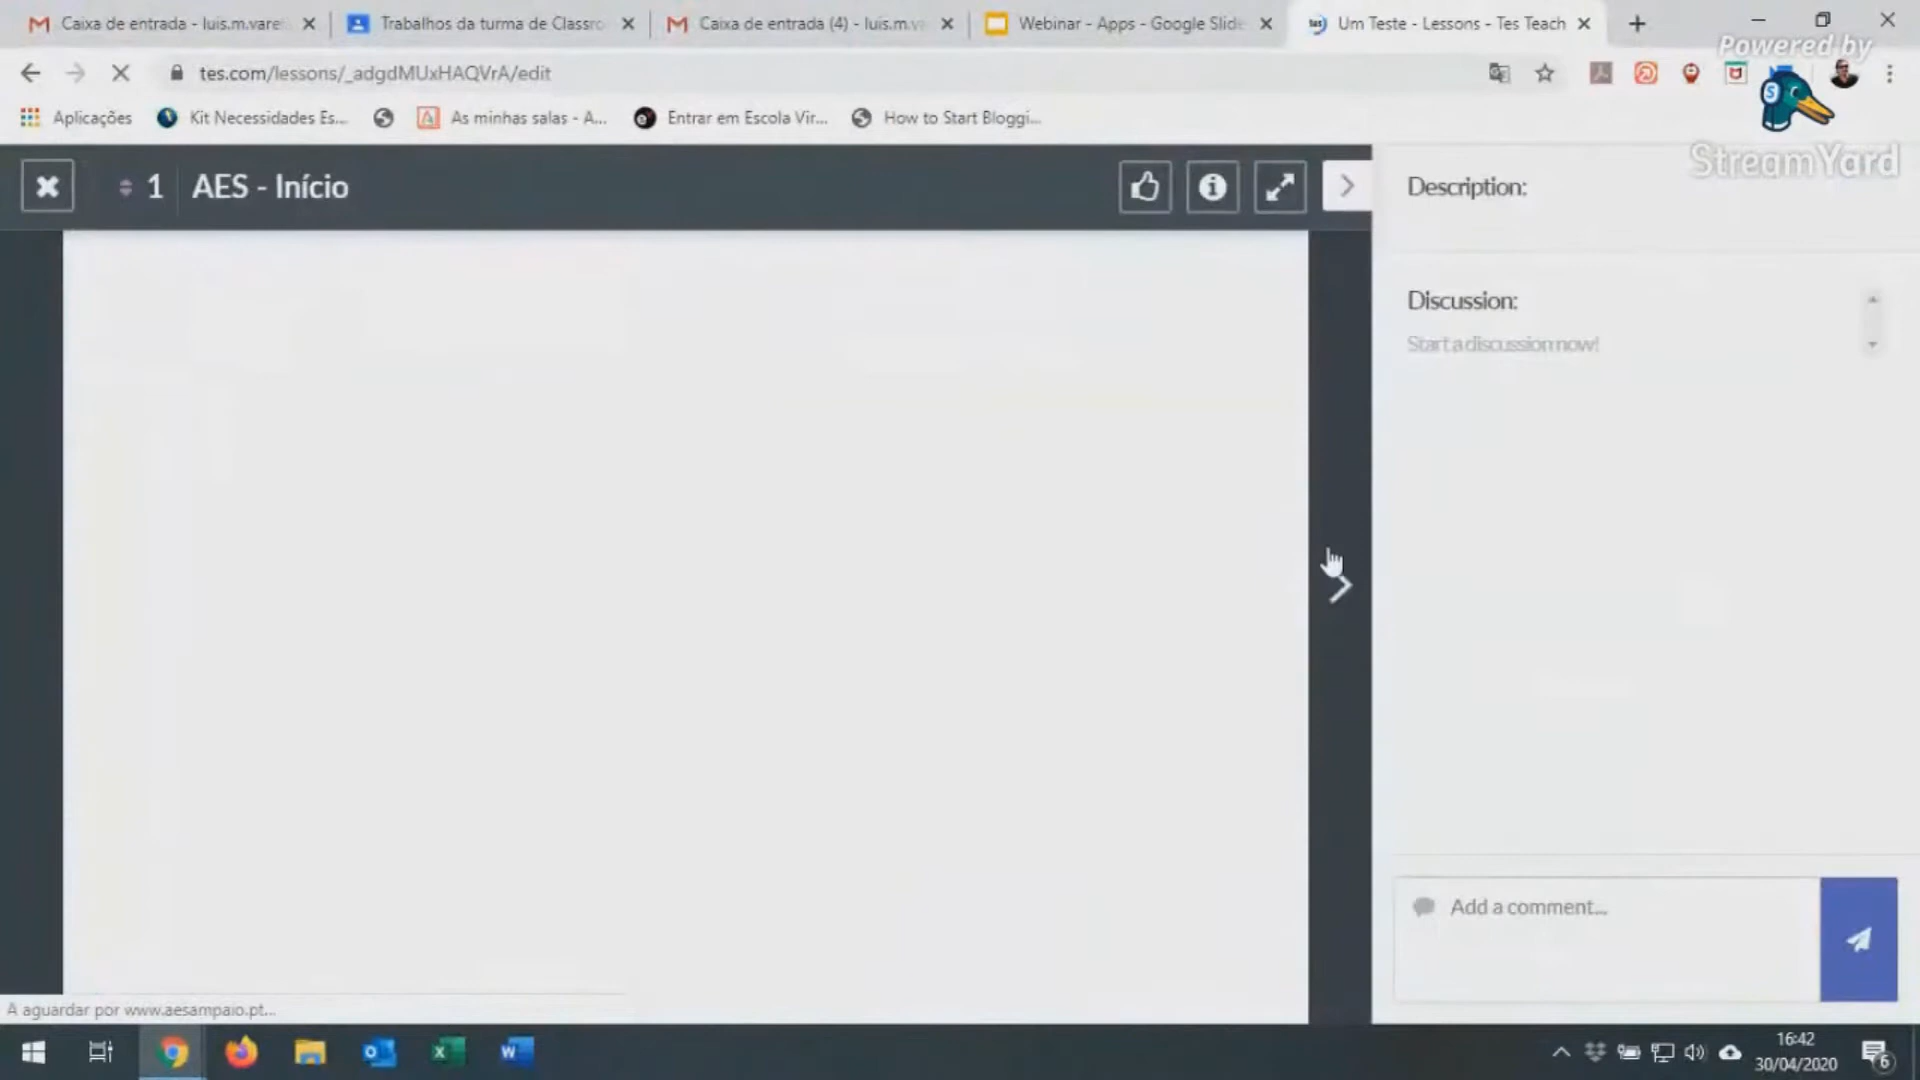 Caixa de entrada - luis.m.vare
Trabalhos da turma de Classro
Caixa de entrada (4) - luis.m.va
Webinar - Apps - Google Slide
Um Teste - Lessons - Tes Teach
Powered by
tes.com/lessons/_adgdMUxHAQVrA/edit
Aplicações
Kit Necessidades Es...
As minhas salas - A...
Entrar em Escola Vir...
How to Start Bloggi...
StreamYard
1
AES - Início
Description:
Discussion:
Start a discussion now!
Add a comment...
A aguardar por www.aesampaio.pt...
16:42
30/04/2020
6